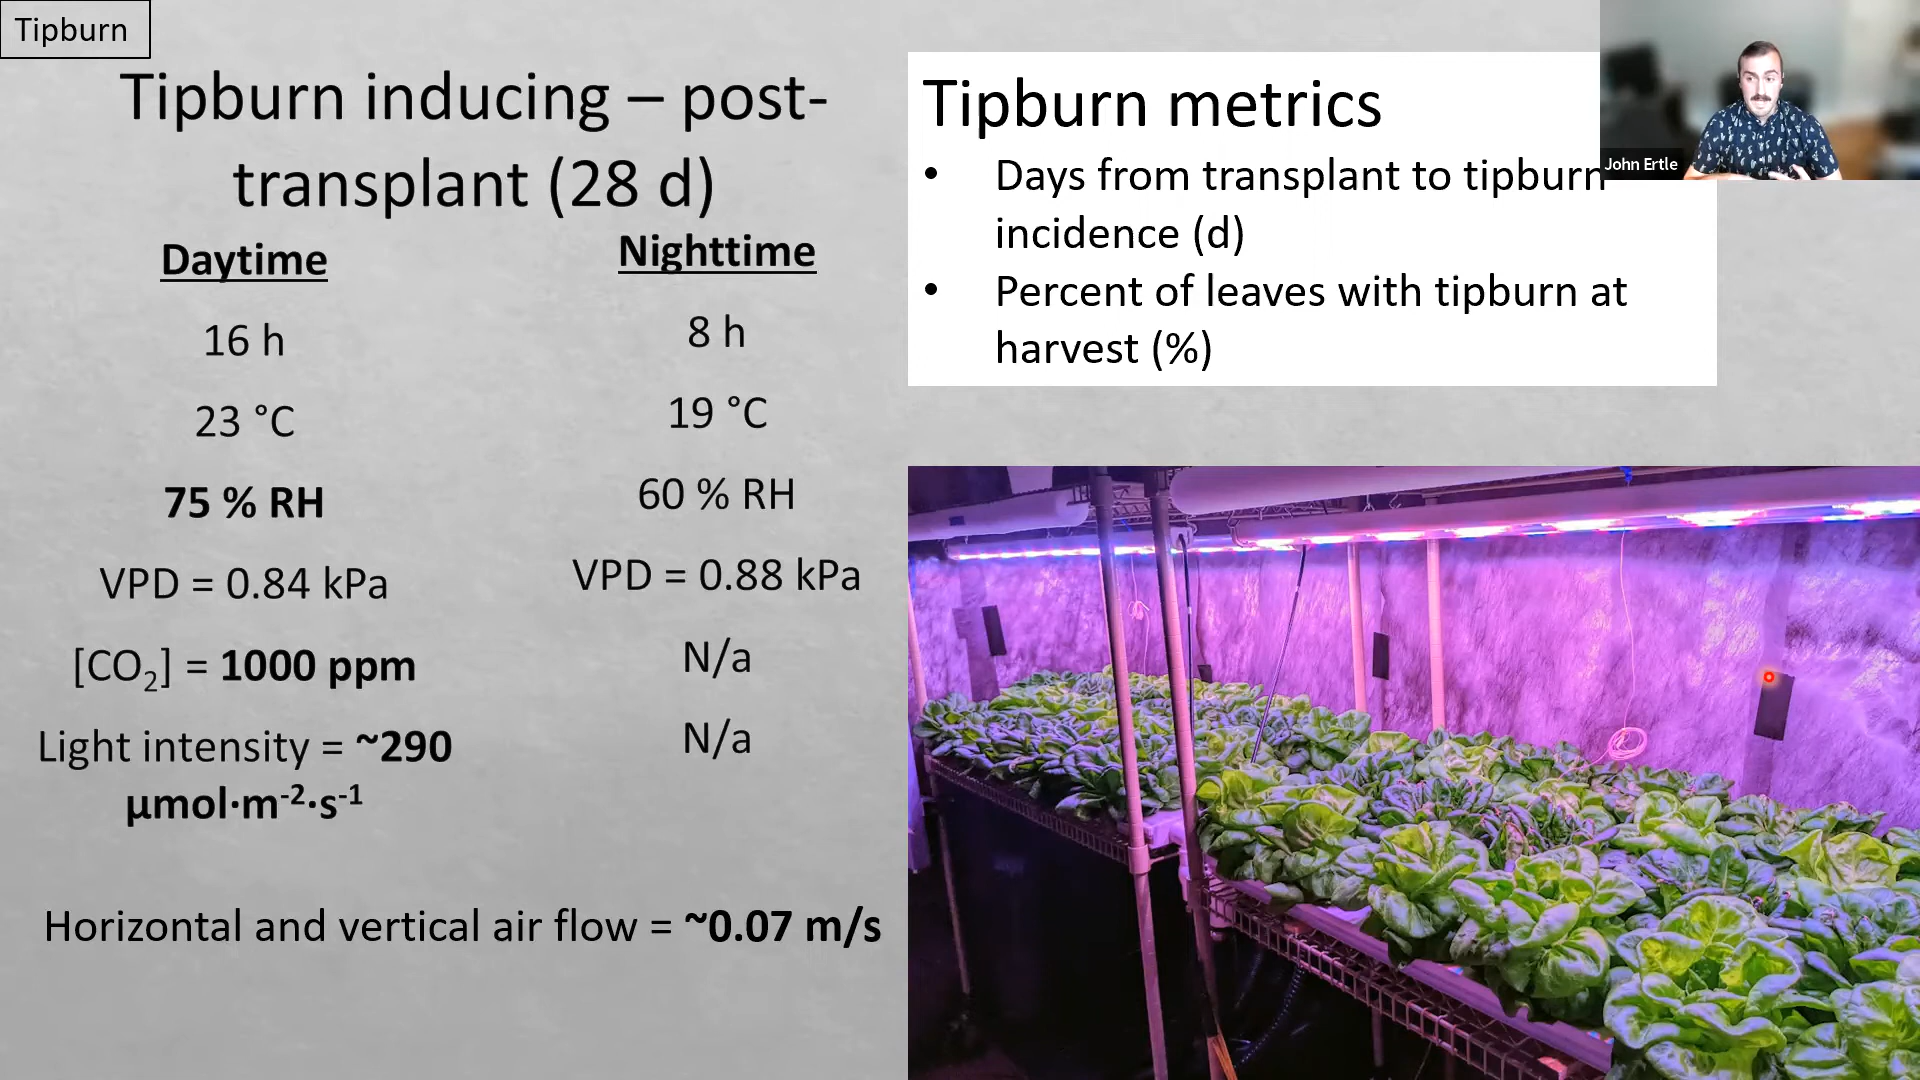 Tipburn
Tipburn inducing – post-
transplant (28 d)
Daytime
16 h
23 °C
75 % RH
VPD = 0.84 kPa
[CO₂] = 1000 ppm
Light intensity = ~290
µmol·m⁻²·s⁻¹
Nighttime
8 h
19 °C
60 % RH
VPD = 0.88 kPa
N/a
N/a
Horizontal and vertical air flow = ~0.07 m/s
Tipburn metrics
• Days from transplant to tipburn
incidence (d)
• Percent of leaves with tipburn at
harvest (%)
John Ertle